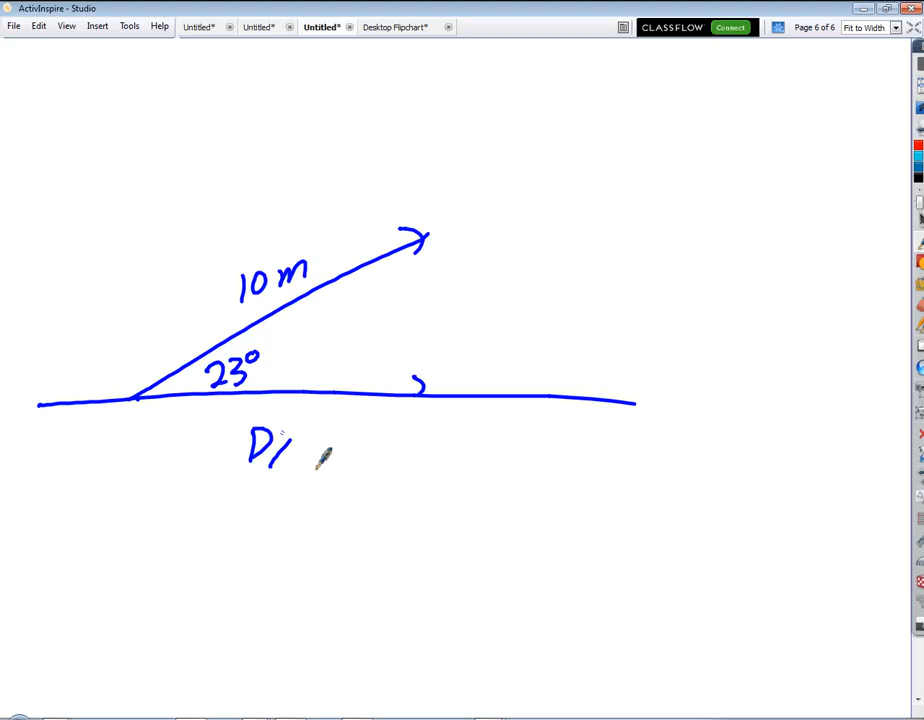 ActivInspire - Studio
File Edit View Insert Tools Help
Untitled* Untitled* Untitled* Desktop Flipchart*
CLASSFLOW Connect
Page 6 of 6 Fit to Width
10 m
23°